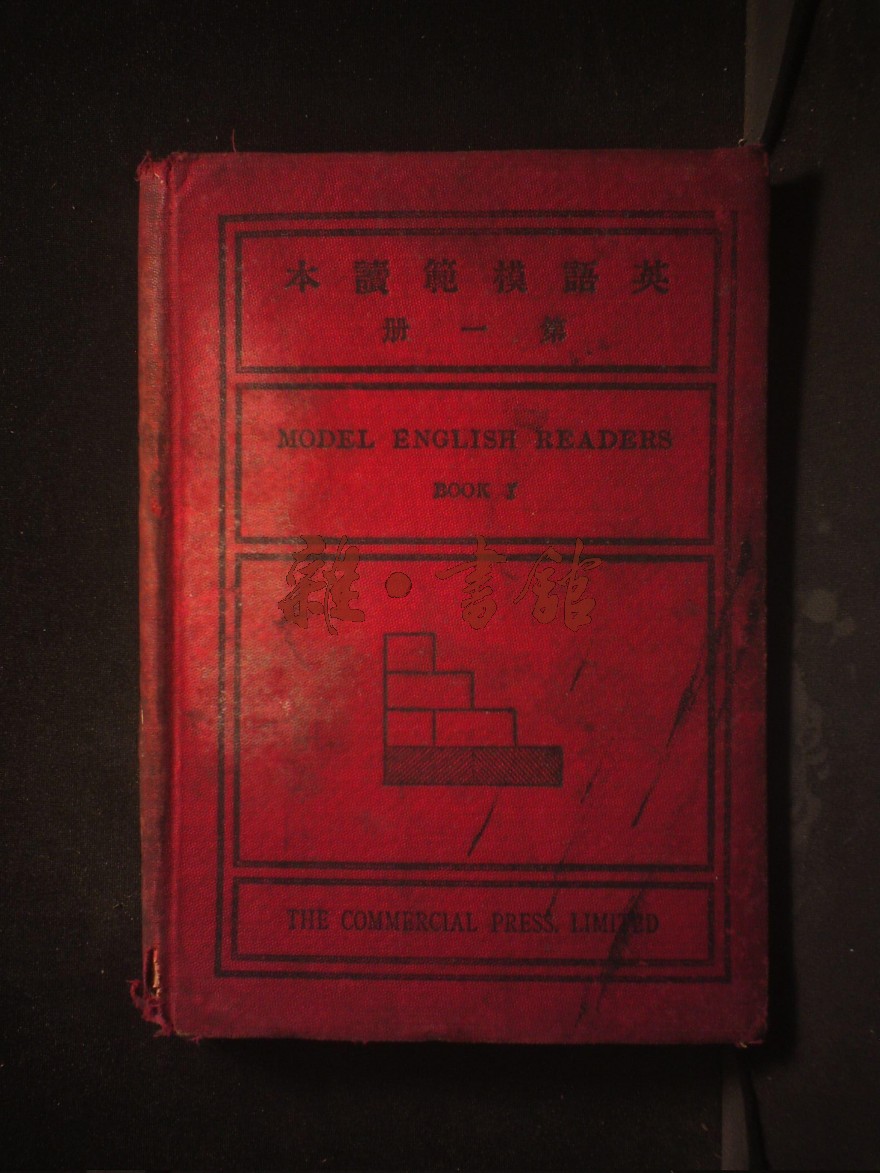 英語模範讀本
第一册
MODEL ENGLISH READERS
BOOK I
雜·書館
THE COMMERCIAL PRESS, LIMITED